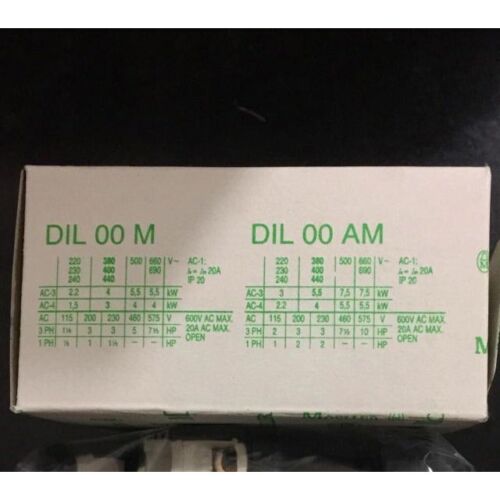 DIL 00 M
220 380 500 660 V~ AC-1:
230 400 690 20A
240 440 IP 20
AC-3 2,2 4 5,5 5,5 kW
AC-4 1,5 3 4 4 kW
AC 115 200 230 460 575 V 600V AC MAX.
3 PH 1½ 3 3 5 7½ HP 20A AC MAX.
1 PH ½ 1 1½ – – HP OPEN
DIL 00 AM
220 380 500 660 V~ AC-1:
230 400 690 20A
240 440 IP 20
AC-3 3 5,5 7,5 7,5 kW
AC-4 2,2 4 5,5 5,5 kW
AC 115 200 230 460 575 V 600V AC MAX.
3 PH 2 3 3 7½ 10 HP 20A AC MAX.
1 PH 1 2 2 – – HP OPEN